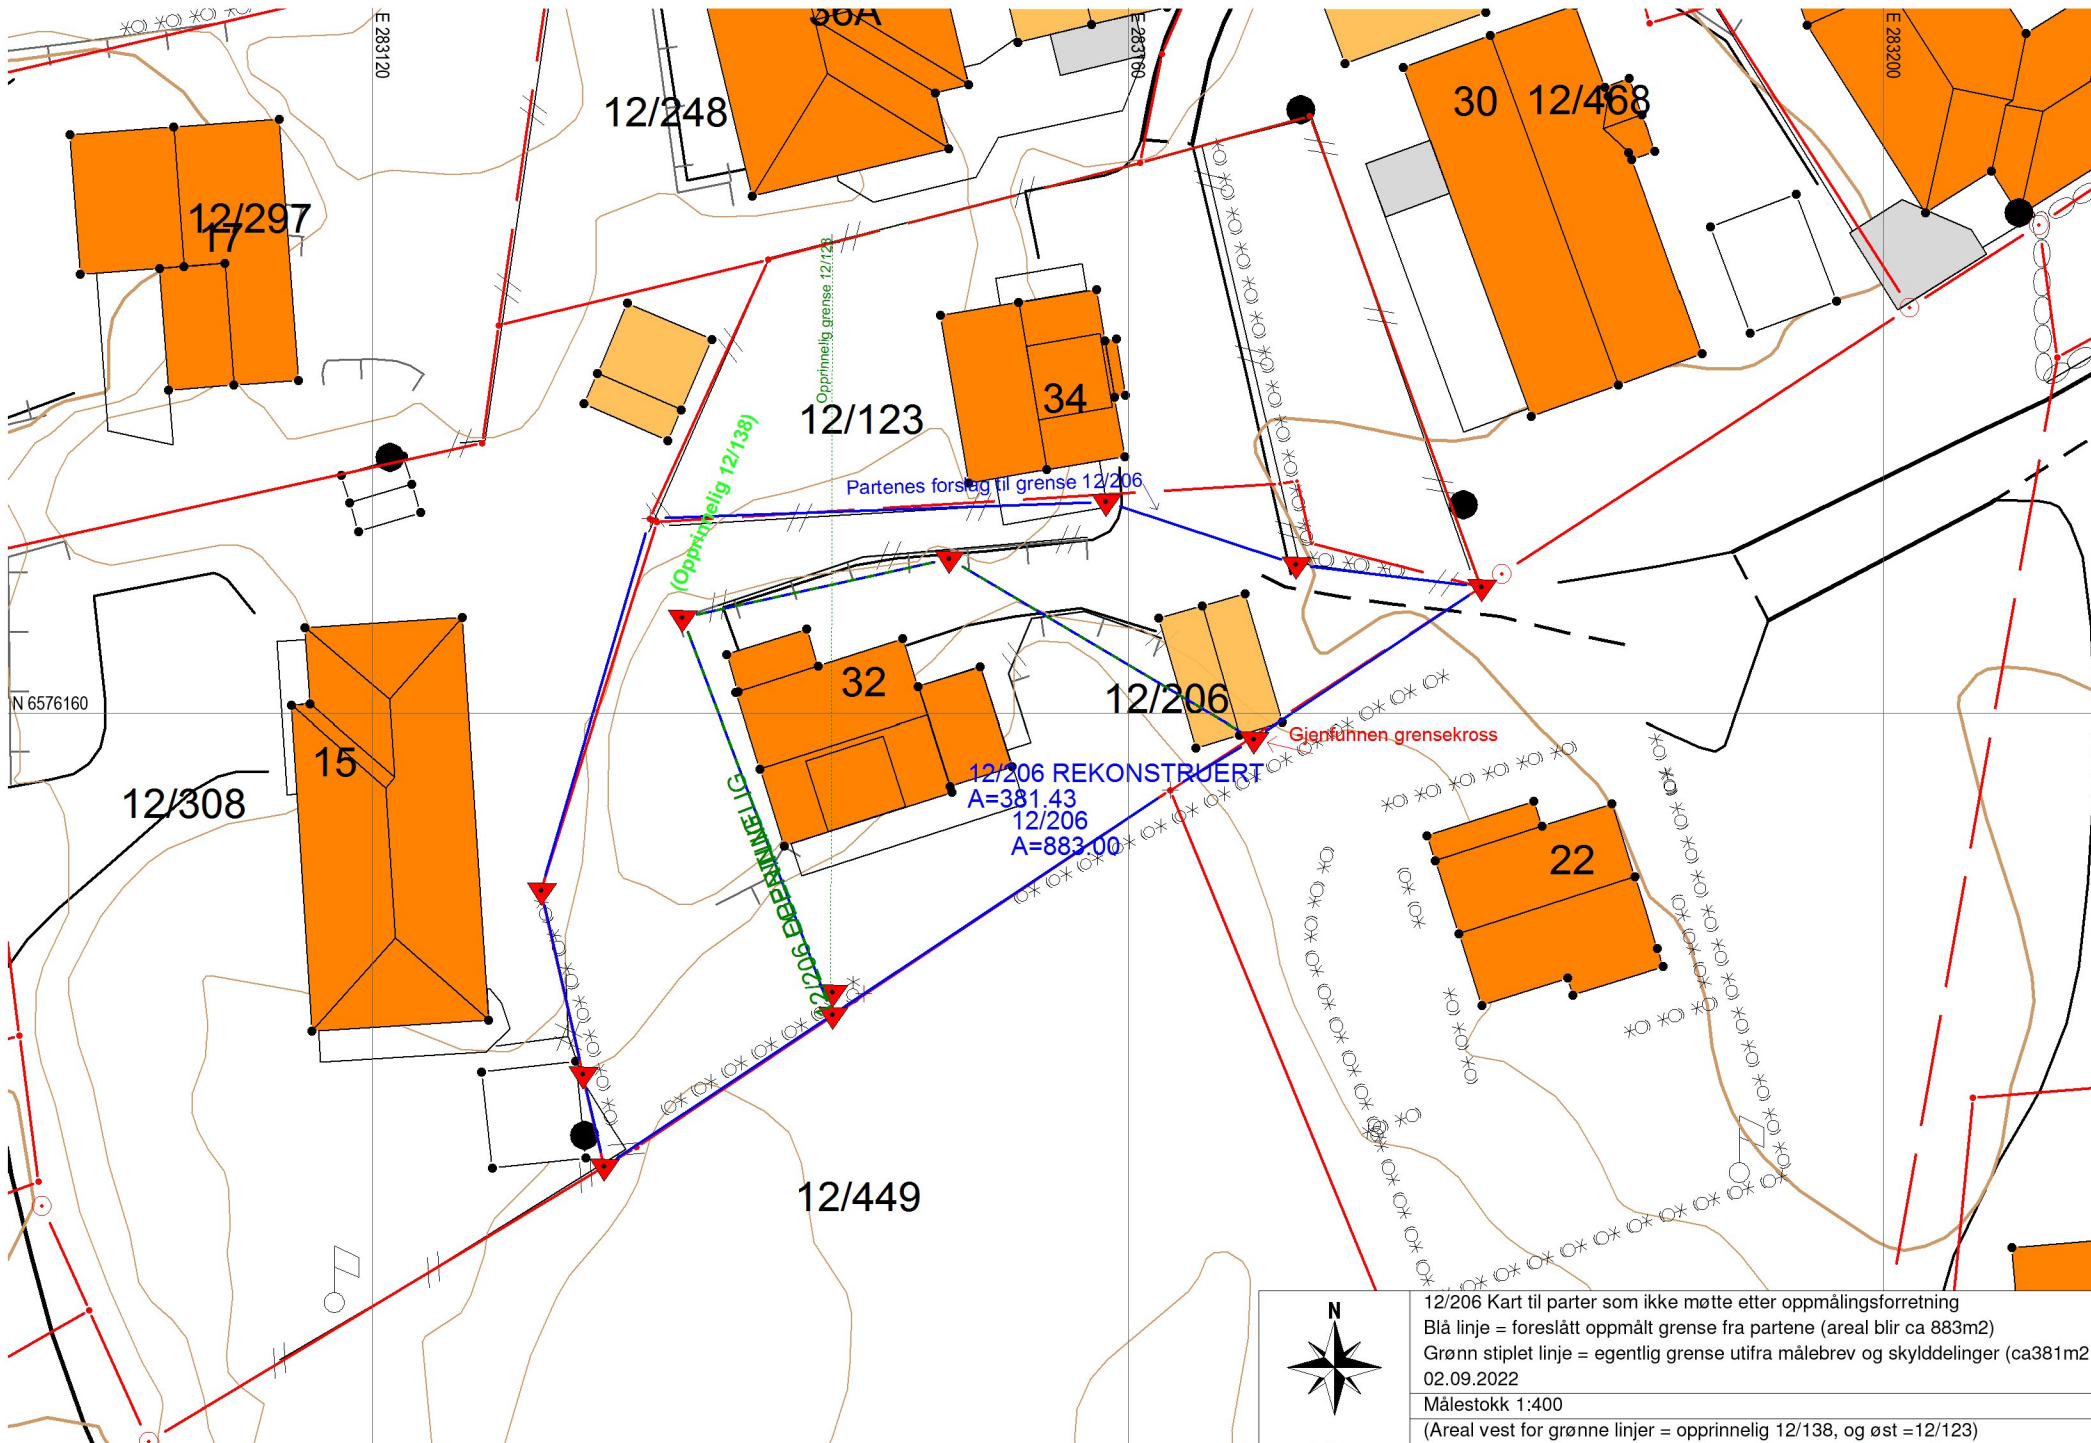 36A
E 283120
E 283160
E 283200
12/248
30
12/468
12/297
17
Opprinnelig grense 12/123
34
12/123
(Opprinnelig 12/138)
Partenes forslag til grense 12/206
32
12/206
N 6576160
Gjenfunnen grensekross
15
12/308
12/206 REKONSTRUERT
A=381.43
12/206
A=883.00
22
12/449
N
12/206 Kart til parter som ikke møtte etter oppmålingsforretning
Blå linje = foreslått oppmålt grense fra partene (areal blir ca 883m2)
Grønn stiplet linje = egentlig grense utifra målebrev og skylddelinger (ca381m2
02.09.2022
Målestokk 1:400
(Areal vest for grønne linjer = opprinnelig 12/138, og øst =12/123)